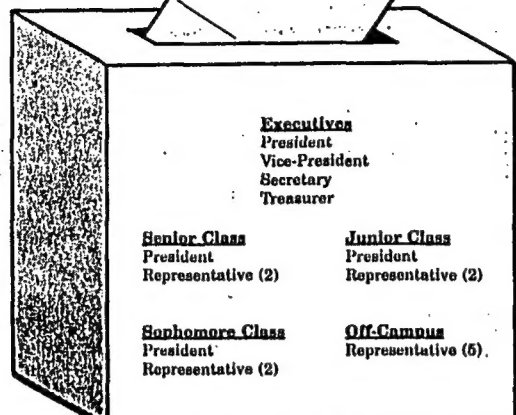 Executives
President
Vice-President
Secretary
Treasurer
Senior Class
President
Representative (2)
Junior Class
President
Representative (2)
Sophomore Class
President
Representative (2)
Off-Campus
Representative (5)